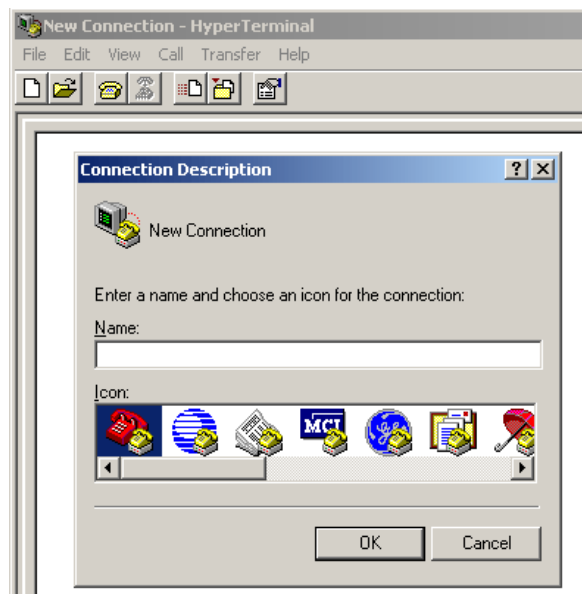 New Connection - HyperTerminal
File Edit View Call Transfer Help
Connection Description
New Connection
Enter a name and choose an icon for the connection:
Name:
Icon:
MCI
OK Cancel